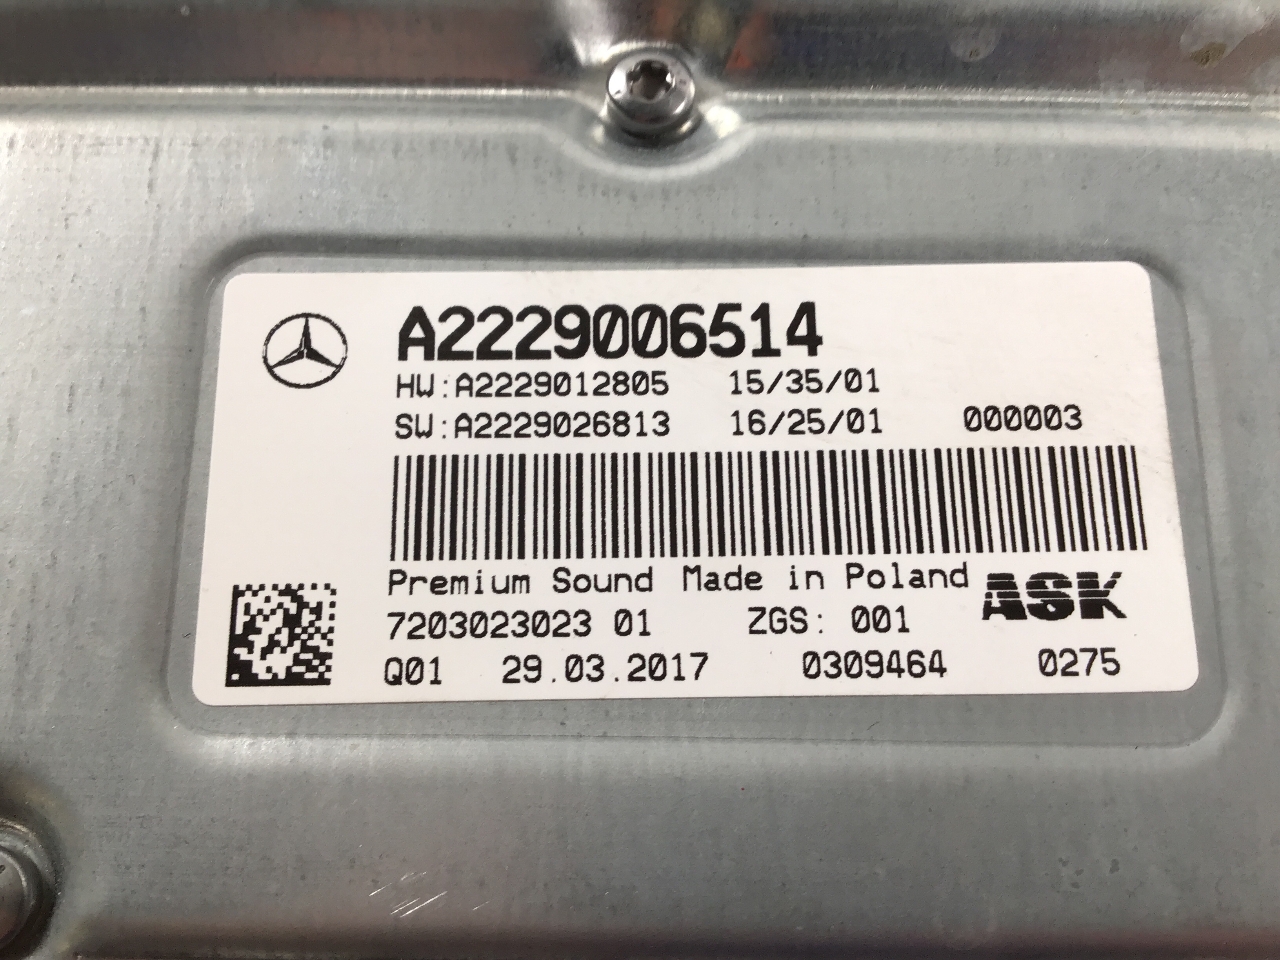 A2229006514
HW:A2229012805 15/35/01
SW:A2229026813 16/25/01 000003
Premium Sound Made in Poland ASK
7203023023 01 ZGS: 001
Q01 29.03.2017 0309464 0275